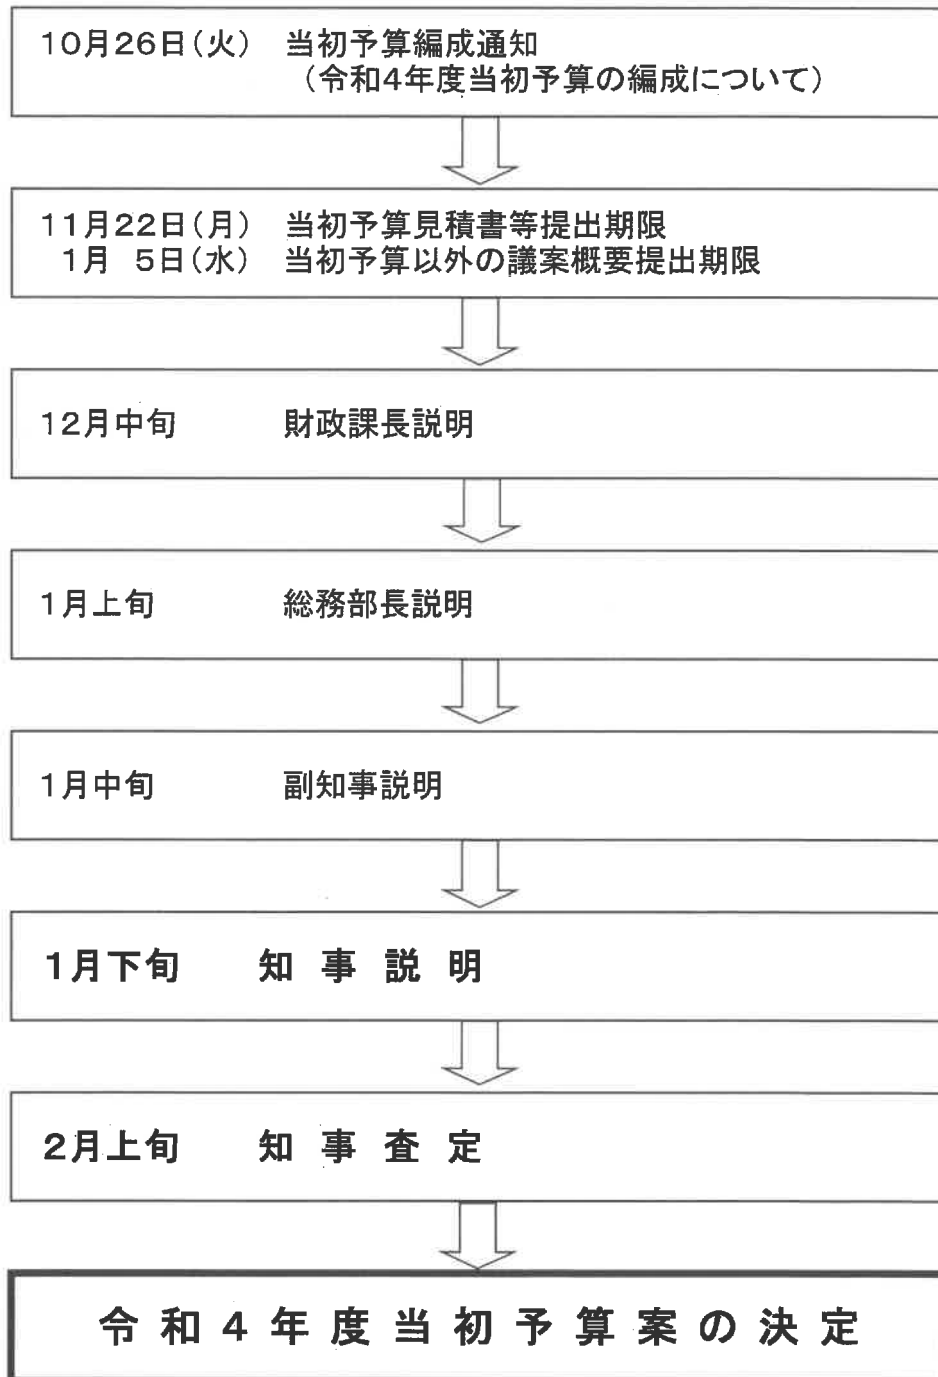 10月26日(火) 当初予算編成通知
(令和4年度当初予算の編成について)
11月22日(月) 当初予算見積書等提出期限
1月 5日(水) 当初予算以外の議案概要提出期限
12月中旬 財政課長説明
1月上旬 総務部長説明
1月中旬 副知事説明
1月下旬 知 事 説 明
2月上旬 知 事 査 定
令 和 4 年 度 当 初 予 算 案 の 決 定